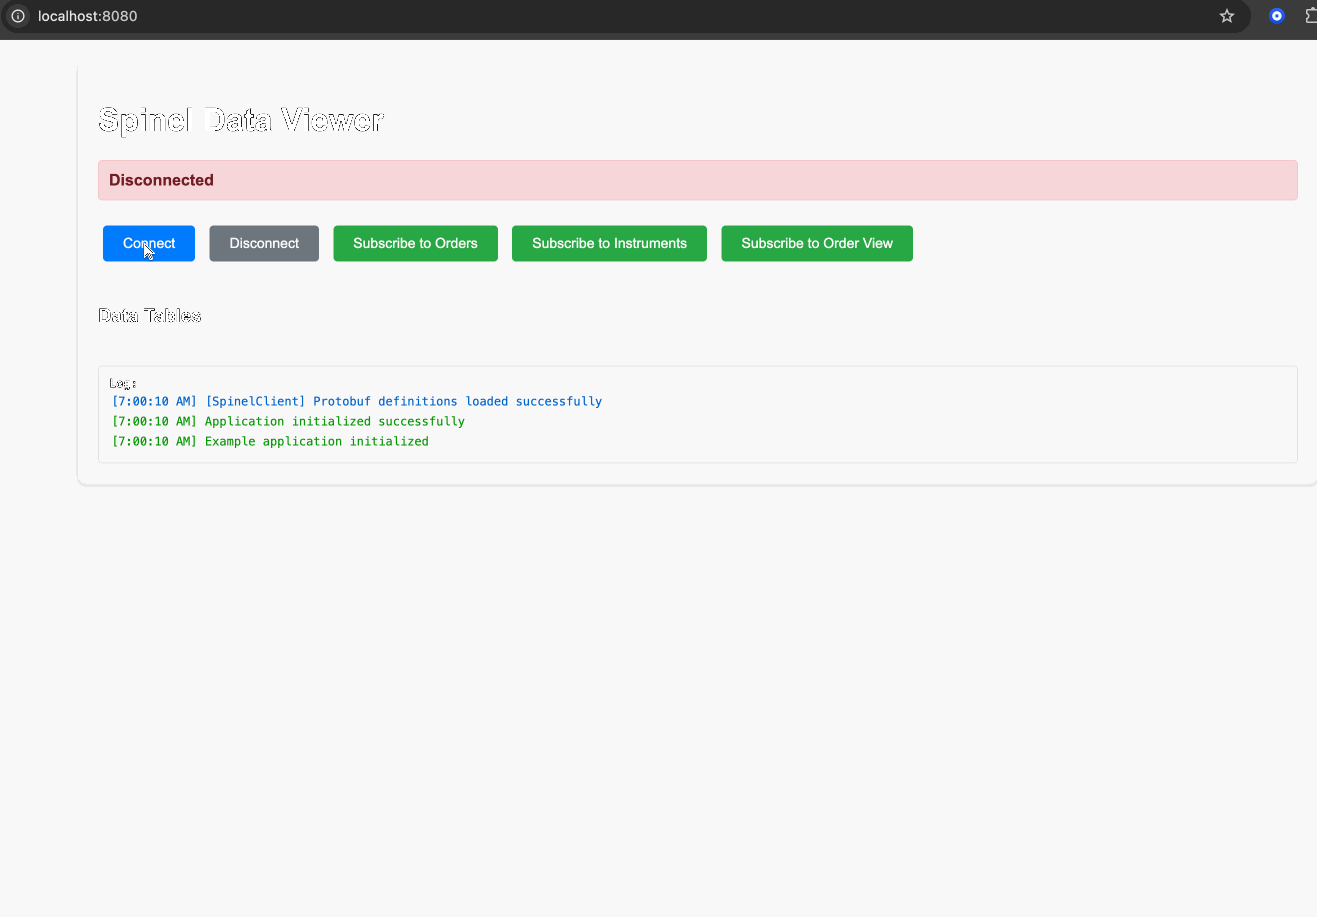 localhost:8080
Spinel Data Viewer
Disconnected
Connect Disconnect Subscribe to Orders Subscribe to Instruments Subscribe to Order View
Data Tables
Log:
[7:00:10 AM] [SpinelClient] Protobuf definitions loaded successfully
[7:00:10 AM] Application initialized successfully
[7:00:10 AM] Example application initialized